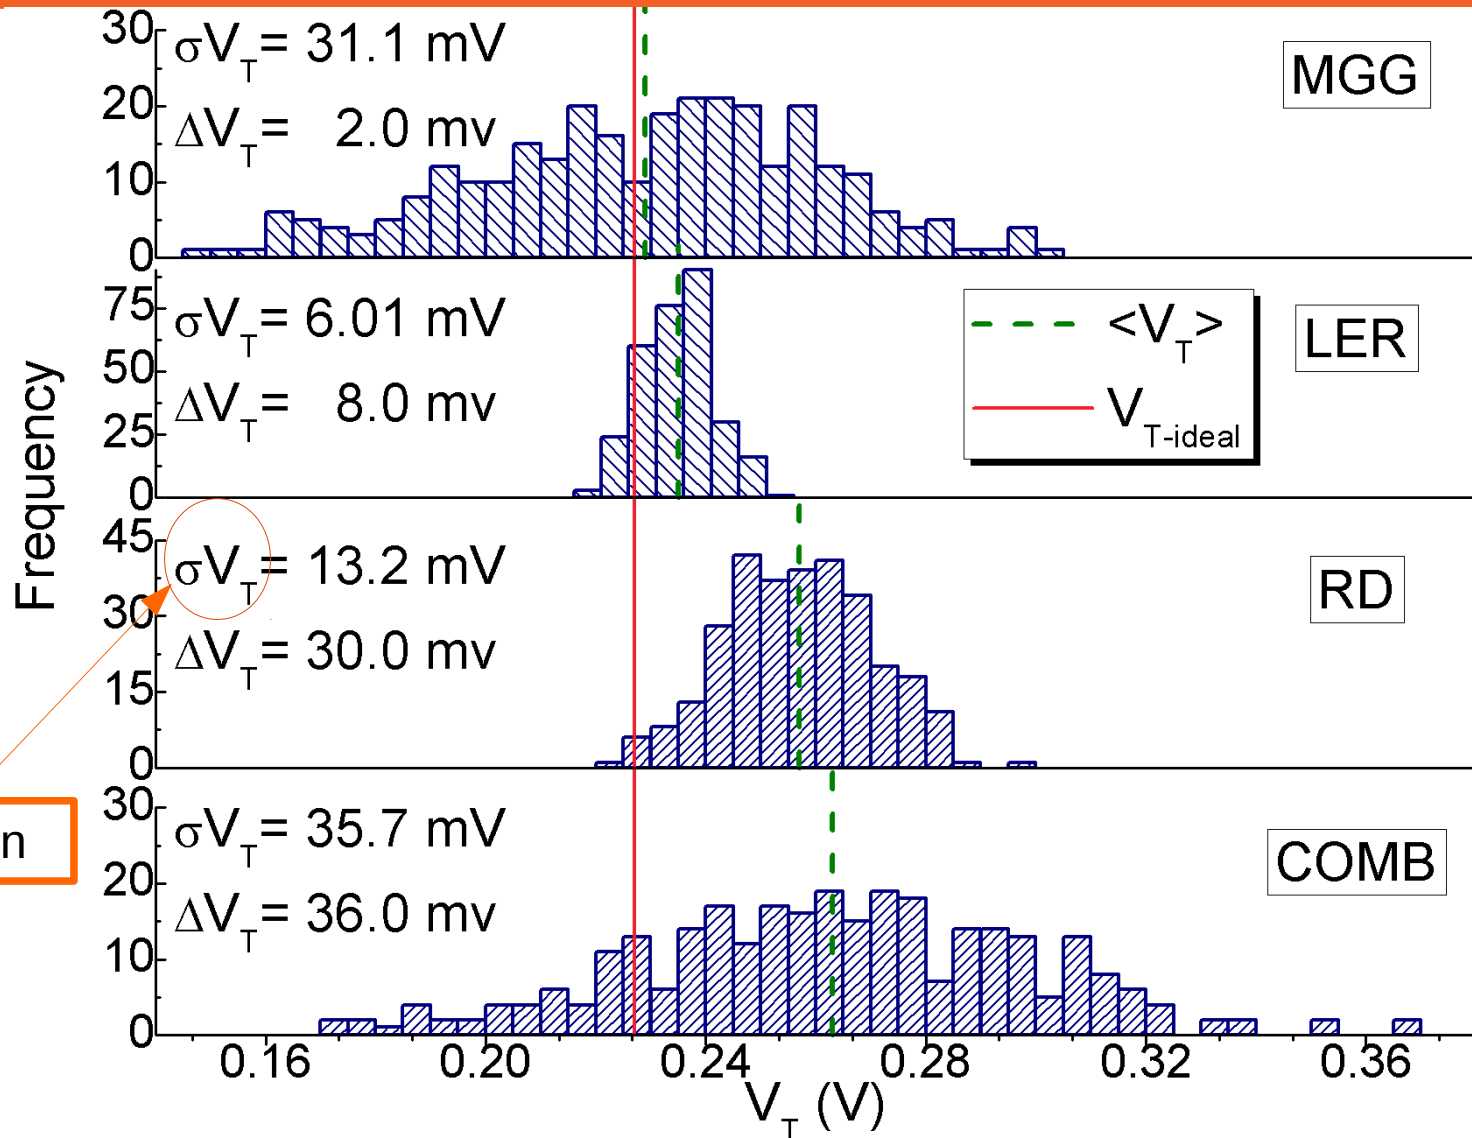 30
20
10
0
σV_T= 31.1 mV
ΔV_T= 2.0 mv
MGG
75
50
25
0
σV_T= 6.01 mV
ΔV_T= 8.0 mv
<V_T>
V_T-ideal
LER
Frequency
45
30
15
0
σV_T= 13.2 mV
ΔV_T= 30.0 mv
RD
n
30
20
10
0
σV_T= 35.7 mV
ΔV_T= 36.0 mv
COMB
0.16 0.20 0.24 0.28 0.32 0.36
V_T (V)